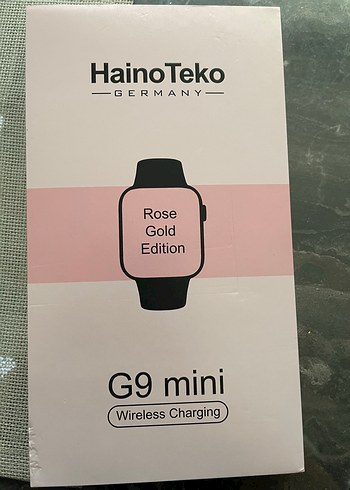 HainoTeko
GERMANY
Rose
Gold
Edition
G9 mini
Wireless Charging